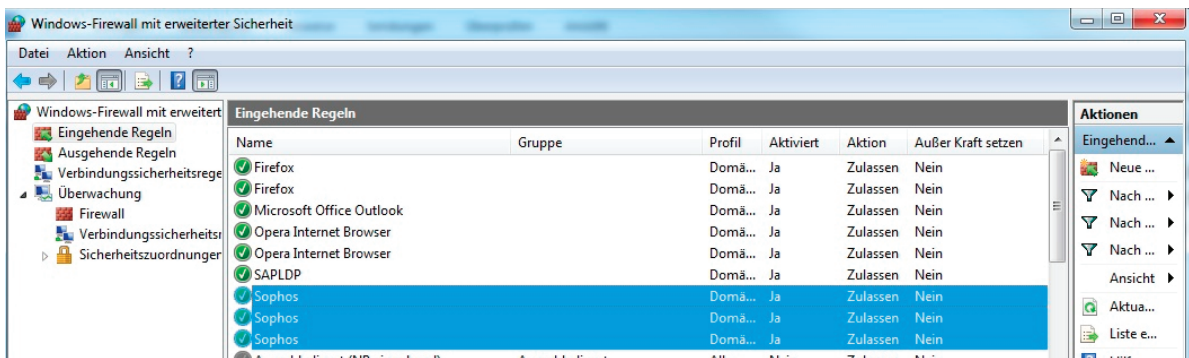 Windows-Firewall mit erweiterter Sicherheit
Datei Aktion Ansicht ?
Windows-Firewall mit erweitert
Eingehende Regeln
Ausgehende Regeln
Verbindungssicherheitsrege
Überwachung
Firewall
Verbindungssicherheitsr
Sicherheitszuordnunger
Eingehende Regeln
Name Gruppe Profil Aktiviert Aktion Außer Kraft setzen
Firefox Domä... Ja Zulassen Nein
Firefox Domä... Ja Zulassen Nein
Microsoft Office Outlook Domä... Ja Zulassen Nein
Opera Internet Browser Domä... Ja Zulassen Nein
Opera Internet Browser Domä... Ja Zulassen Nein
SAPLDP Domä... Ja Zulassen Nein
Sophos Domä... Ja Zulassen Nein
Sophos Domä... Ja Zulassen Nein
Sophos Domä... Ja Zulassen Nein
Aktionen
Eingehend...
Neue ...
Nach ...
Nach ...
Nach ...
Ansicht
Aktua...
Liste e...